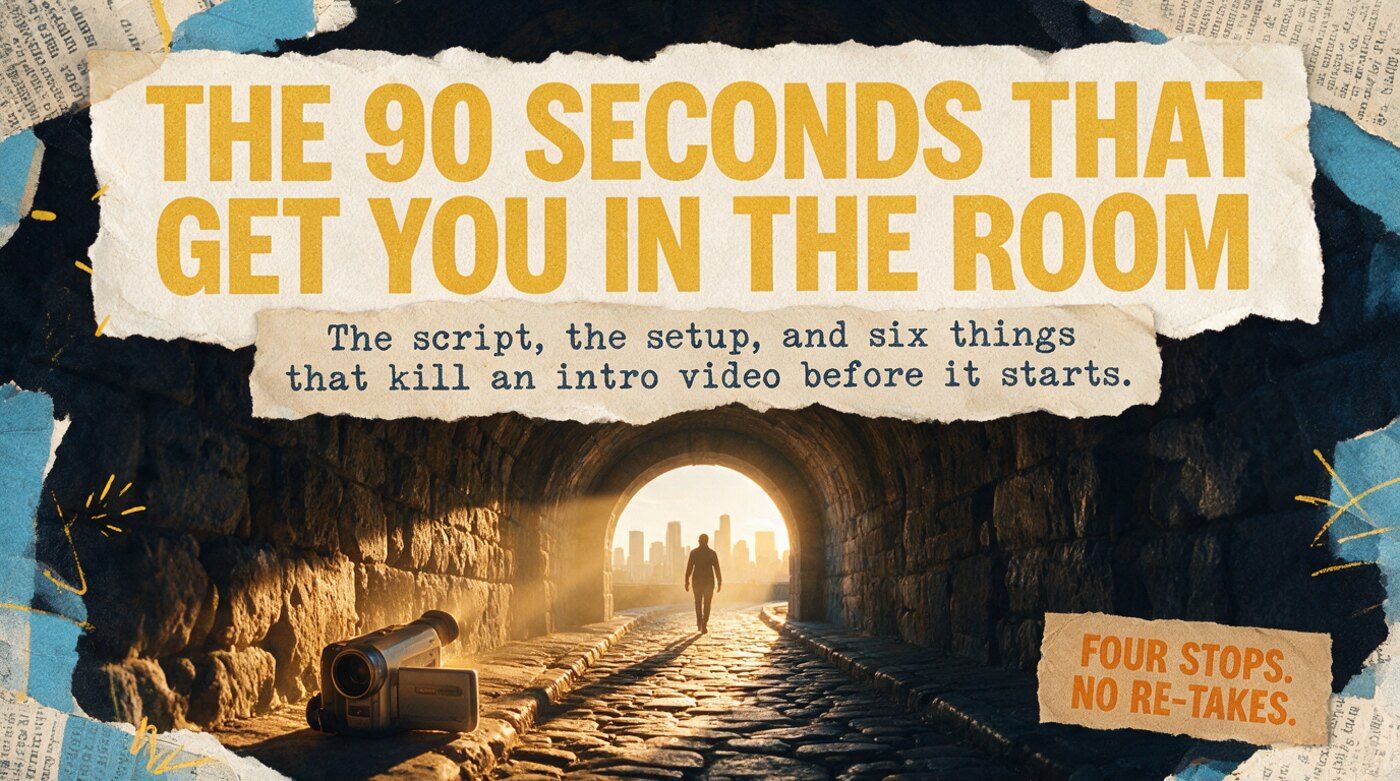 THE 90 SECONDS THAT
GET YOU IN THE ROOM
The script, the setup, and six things
that kill an intro video before it starts.
FOUR STOPS.
NO RE-TAKES.